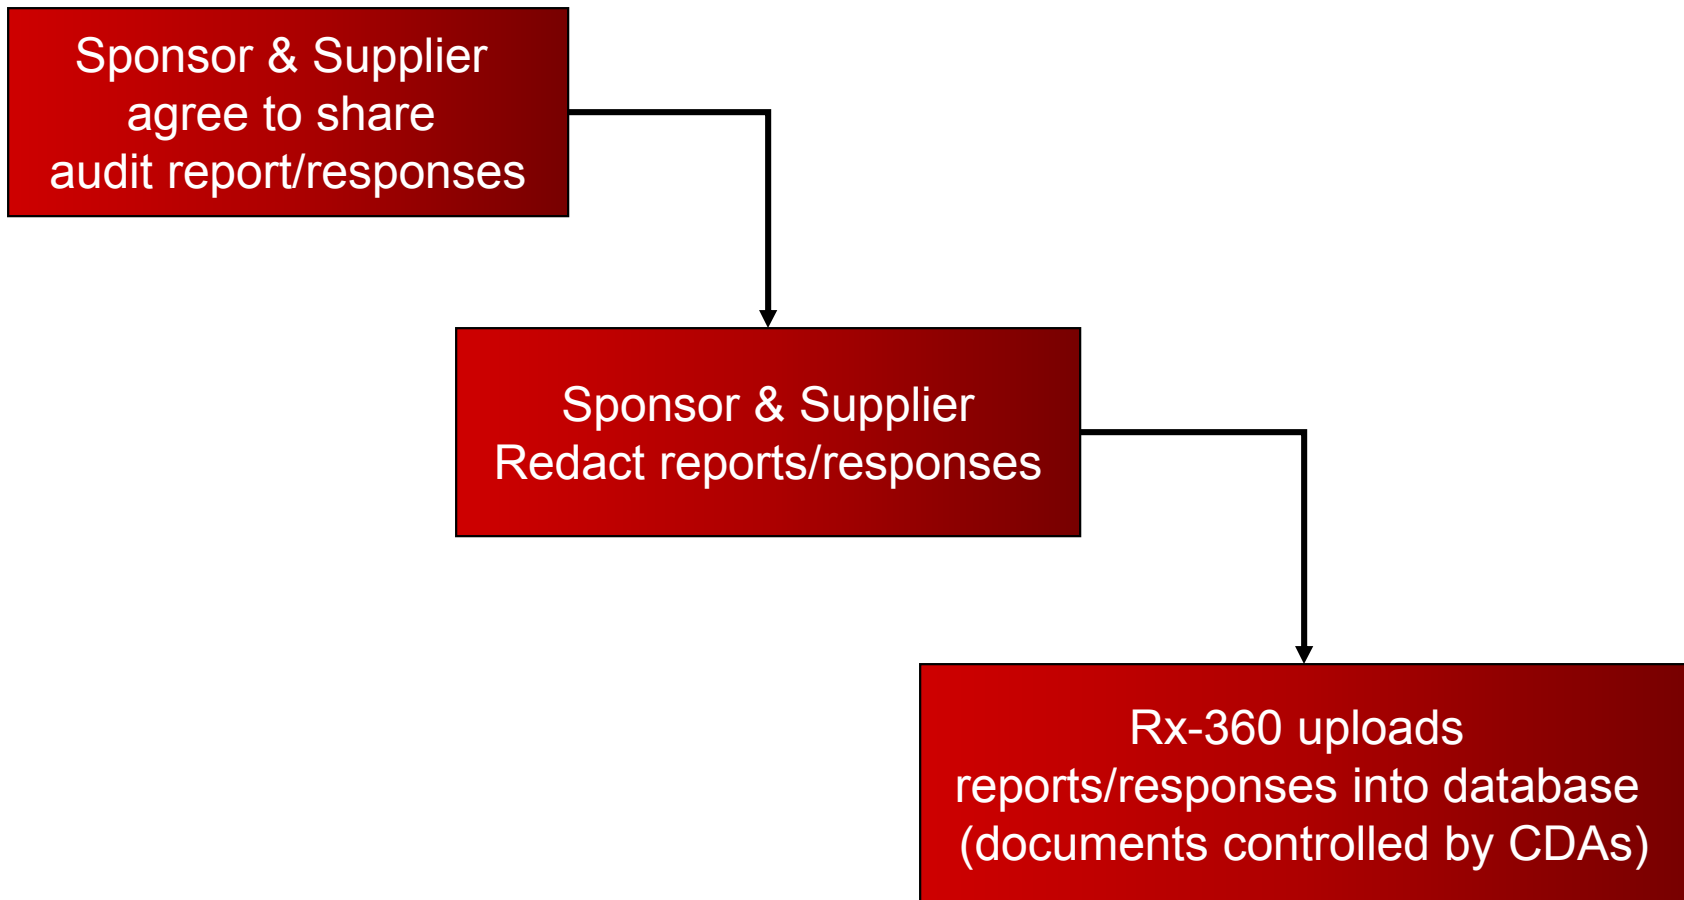 Sponsor & Supplier
agree to share
audit report/responses
Sponsor & Supplier
Redact reports/responses
Rx-360 uploads
reports/responses into database
(documents controlled by CDAs)